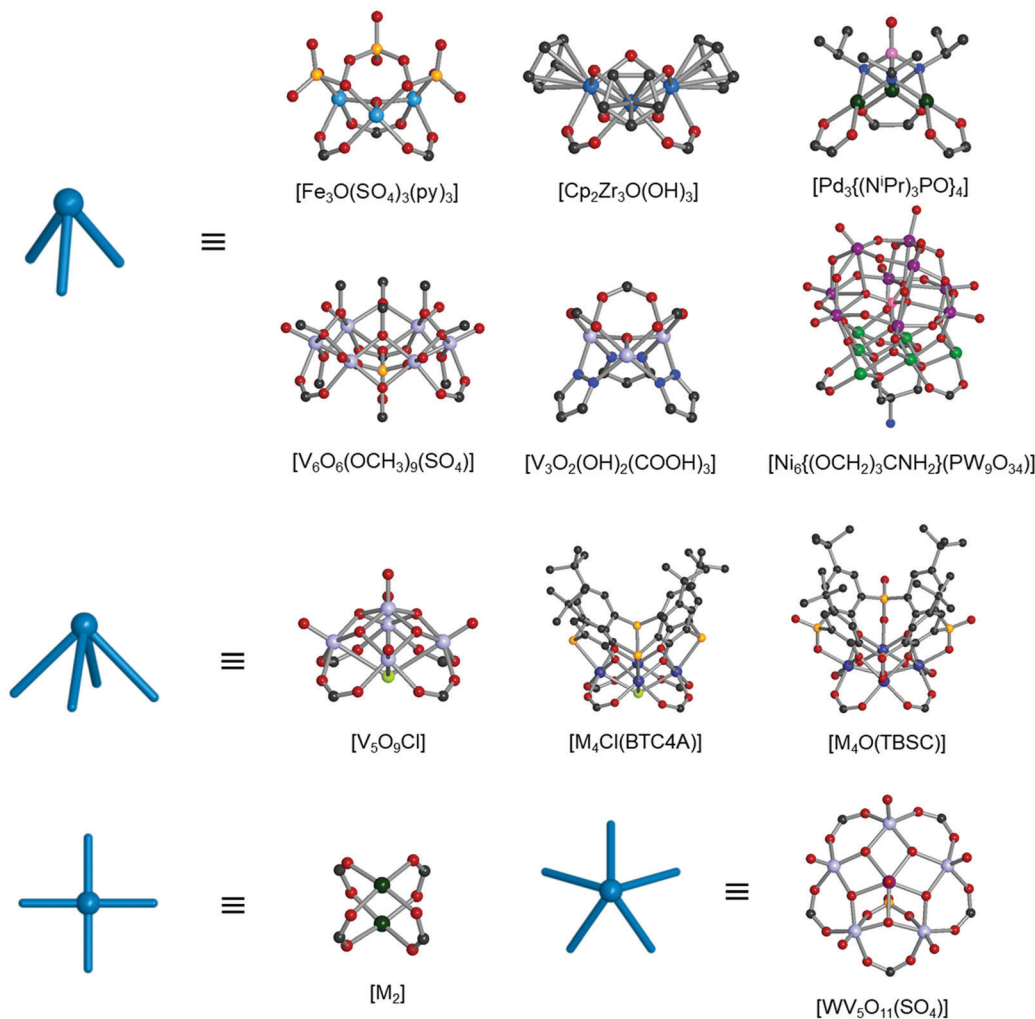 [Fe₃O(SO₄)₃(py)₃]
[Cp₂Zr₃O(OH)₃]
[Pd₃{(NⁱPr)₃PO}₄]
≡
[V₆O₆(OCH₃)₉(SO₄)]
[V₃O₂(OH)₂(COOH)₃]
[Ni₆{(OCH₂)₃CNH₂}(PW₉O₃₄)]
≡
[V₅O₉Cl]
[M₄Cl(BTC4A)]
[M₄O(TBSC)]
≡
≡
[M₂]
[WV₅O₁₁(SO₄)]